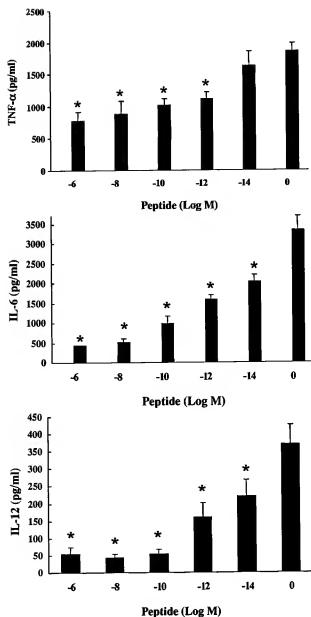 TNF-α (pg/ml)
2500
2000
1500
1000
500
0
* * * *
-6 -8 -10 -12 -14 0
Peptide (Log M)
IL-6 (pg/ml)
3500
3000
2500
2000
1500
1000
500
0
* * * * *
-6 -8 -10 -12 -14 0
Peptide (Log M)
IL-12 (pg/ml)
450
400
350
300
250
200
150
100
50
0
* * * * *
-6 -8 -10 -12 -14 0
Peptide (Log M)